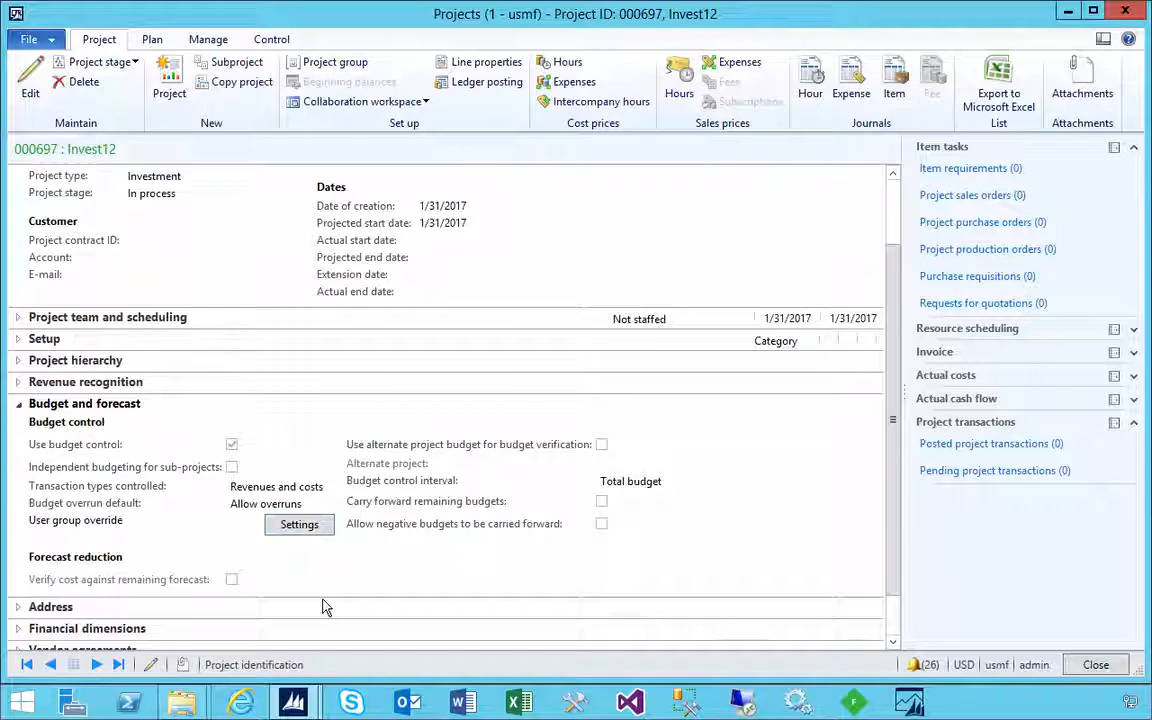 Projects (1 - usmf) - Project ID: 000697, Invest12
File Project Plan Manage Control
Edit
Project stage
Delete
Maintain
Project
Subproject
Copy project
New
Project group
Beginning balances
Collaboration workspace
Line properties
Ledger posting
Set up
Hours
Expenses
Intercompany hours
Cost prices
Hours
Expenses
Fees
Subscriptions
Sales prices
Hour Expense Item Fee
Journals
Export to
Microsoft Excel
List
Attachments
Attachments
000697 : Invest12
Project type: Investment
Project stage: In process
Customer
Project contract ID:
Account:
E-mail:
Dates
Date of creation: 1/31/2017
Projected start date: 1/31/2017
Actual start date:
Projected end date:
Extension date:
Actual end date:
Project team and scheduling Not staffed 1/31/2017 1/31/2017
Setup Category
Project hierarchy
Revenue recognition
Budget and forecast
Budget control
Use budget control:
Independent budgeting for sub-projects:
Transaction types controlled: Revenues and costs
Budget overrun default: Allow overruns
User group override Settings
Use alternate project budget for budget verification:
Alternate project:
Budget control interval: Total budget
Carry forward remaining budgets:
Allow negative budgets to be carried forward:
Forecast reduction
Verify cost against remaining forecast:
Address
Financial dimensions
Vendor agreements
Item tasks
Item requirements (0)
Project sales orders (0)
Project purchase orders (0)
Project production orders (0)
Purchase requisitions (0)
Requests for quotations (0)
Resource scheduling
Invoice
Actual costs
Actual cash flow
Project transactions
Posted project transactions (0)
Pending project transactions (0)
Project identification (26) USD usmf admin Close